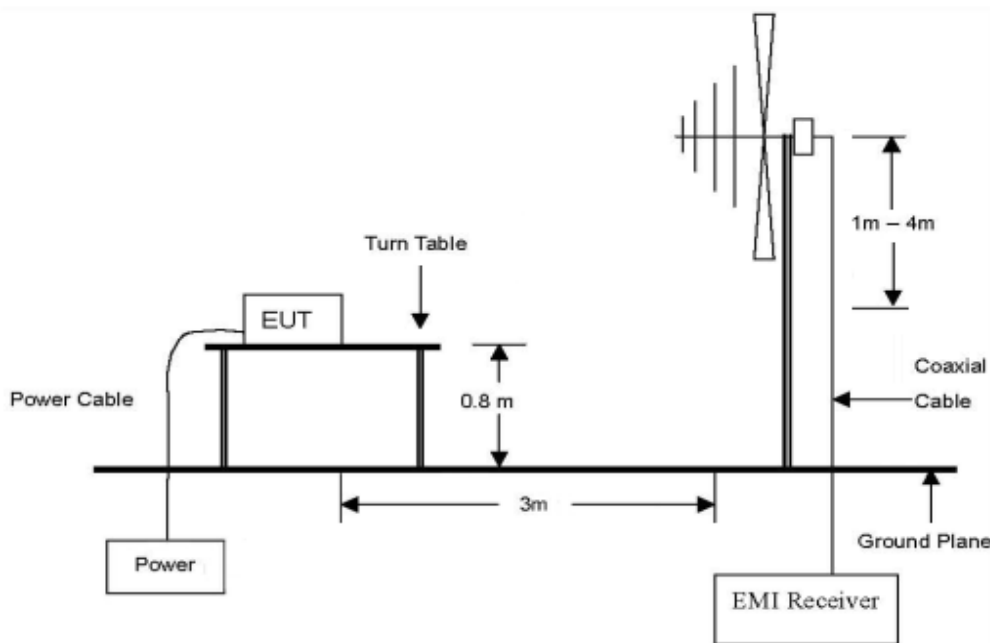 1m – 4m
Turn Table
EUT
Coaxial
Cable
Power Cable
0.8 m
3m
Ground Plane
Power
EMI Receiver